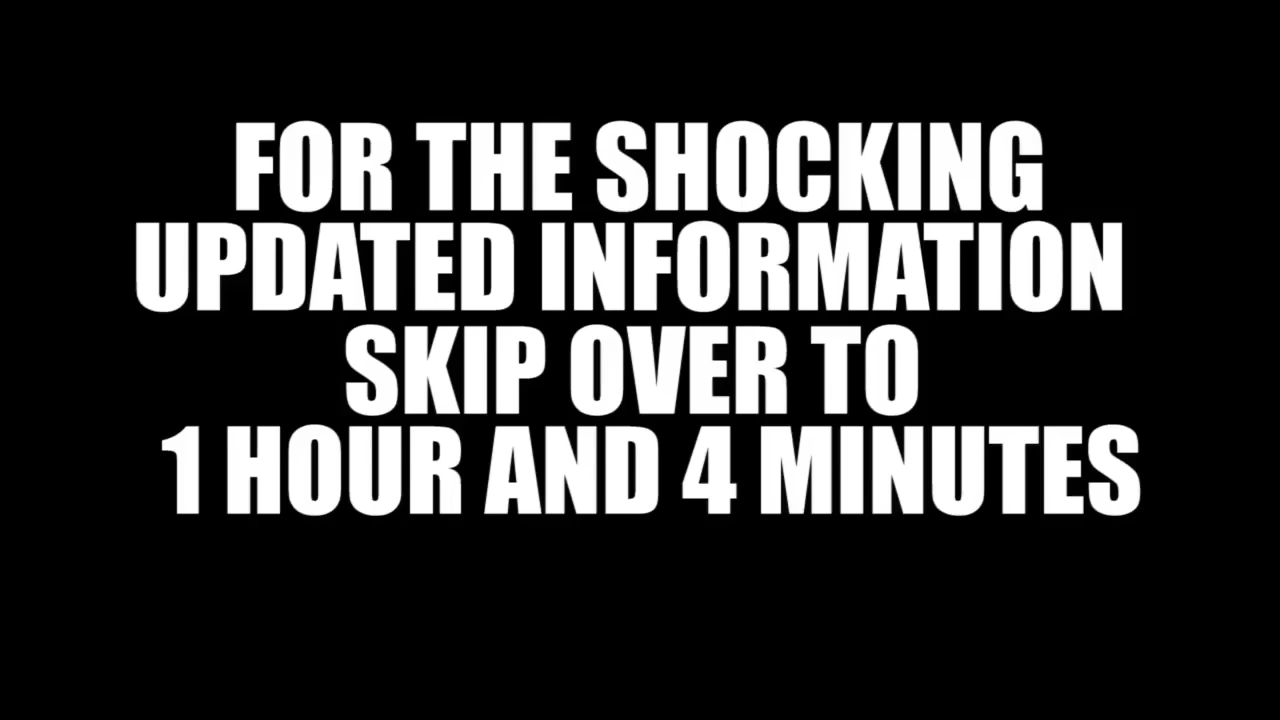 FOR THE SHOCKING
UPDATED INFORMATION
SKIP OVER TO
1 HOUR AND 4 MINUTES